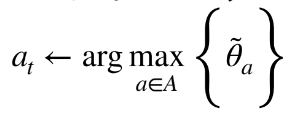 a_t ← arg max_{a∈A} { θ̃_a }